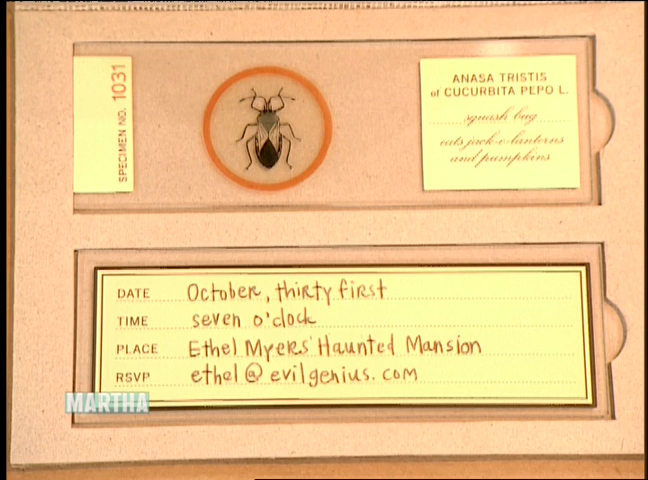 SPECIMEN NO. 1031
ANASA TRISTIS
of CUCURBITA PEPO L.
squash bug
eats jack-o-lanterns
and pumpkins
DATE October, thirty first
TIME seven o'clock
PLACE Ethel Myers' Haunted Mansion
RSVP ethel@evilgenius.com
MARTHA